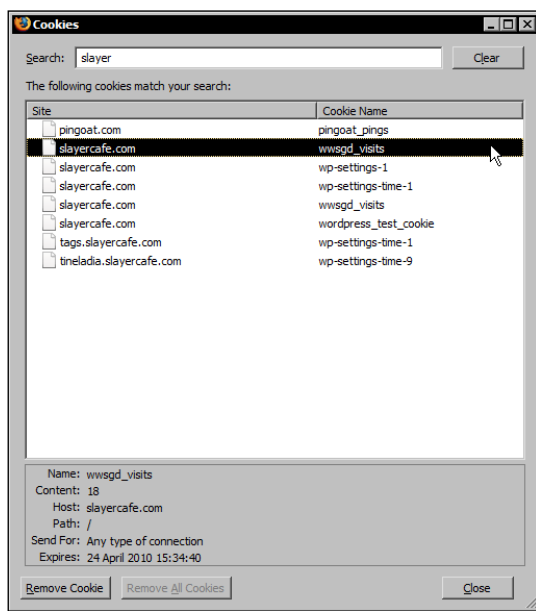 Cookies
Search: slayer Clear
The following cookies match your search:
Site Cookie Name
pingoat.com pingoat_pings
slayercafe.com wwsgd_visits
slayercafe.com wp-settings-1
slayercafe.com wp-settings-time-1
slayercafe.com wwsgd_visits
slayercafe.com wordpress_test_cookie
tags.slayercafe.com wp-settings-time-1
tineladia.slayercafe.com wp-settings-time-9
Name: wwsgd_visits
Content: 18
Host: slayercafe.com
Path: /
Send For: Any type of connection
Expires: 24 April 2010 15:34:40
Remove Cookie Remove All Cookies Close